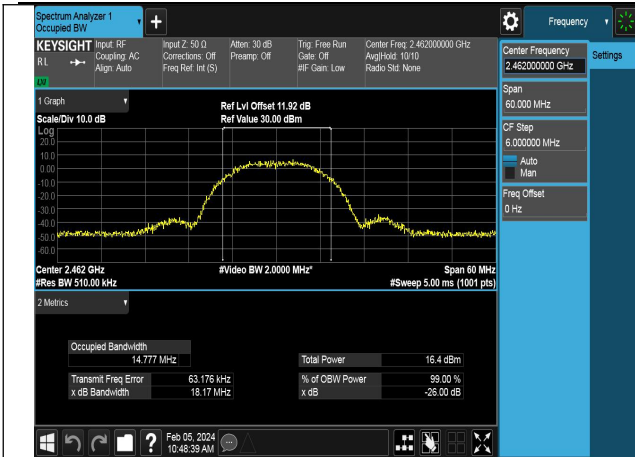 Spectrum Analyzer 1
Occupied BW
Frequency
KEYSIGHT
Input: RF
Input Z: 50 Ω
Atten: 30 dB
Trig: Free Run
Center Freq: 2.462000000 GHz
RL
Coupling: AC
Corrections: Off
Preamp: Off
Gate: Off
Avg|Hold: 10/10
Align: Auto
Freq Ref: Int (S)
#IF Gain: Low
Radio Std: None
LXI
1 Graph
Ref Lvl Offset 11.92 dB
Scale/Div 10.0 dB
Ref Value 30.00 dBm
Log
20.0
10.0
0.00
-10.0
-20.0
-30.0
-40.0
-50.0
-60.0
Center 2.462 GHz
#Video BW 2.0000 MHz*
Span 60 MHz
#Res BW 510.00 kHz
#Sweep 5.00 ms (1001 pts)
2 Metrics
Occupied Bandwidth
14.777 MHz
Total Power
16.4 dBm
Transmit Freq Error
63.176 kHz
% of OBW Power
99.00 %
x dB Bandwidth
18.17 MHz
x dB
-26.00 dB
Feb 05, 2024
10:48:39 AM
Center Frequency
2.462000000 GHz
Settings
Span
60.000 MHz
CF Step
6.000000 MHz
Auto
Man
Freq Offset
0 Hz